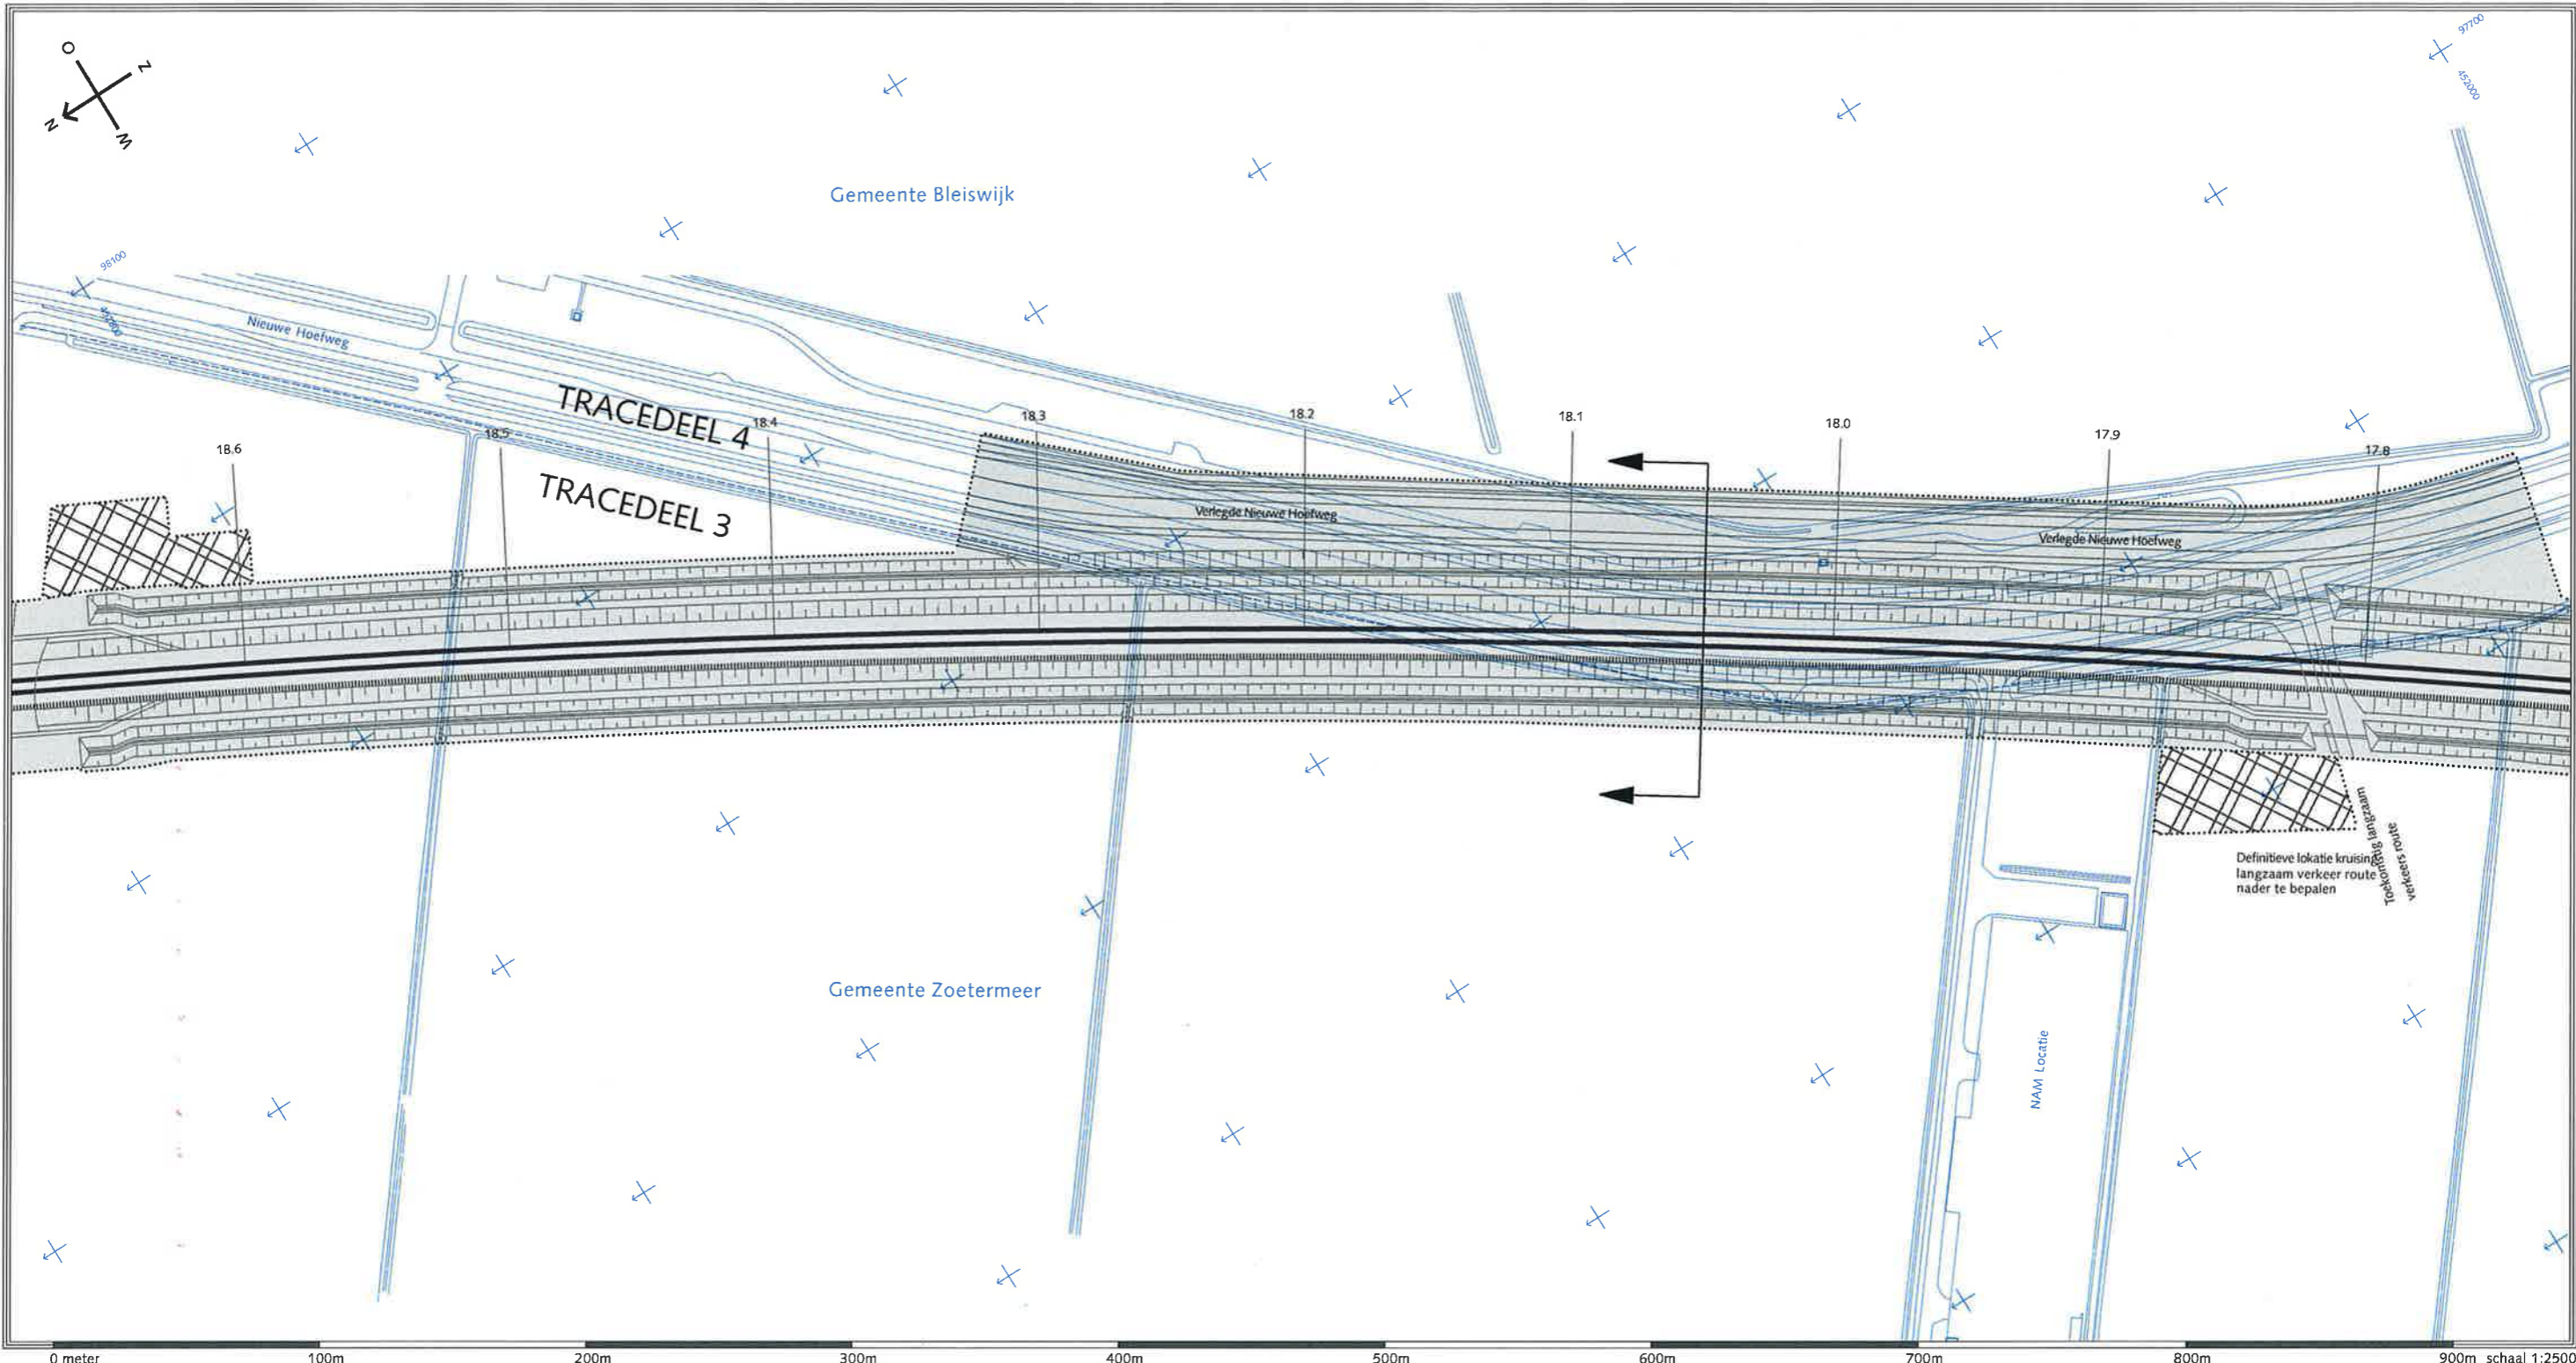 O
Z
N
W
97700
452000
Gemeente Bleiswijk
98100
Nieuwe Hoefweg
TRACEDEEL 4
TRACEDEEL 3
18.6
18.5
18.4
18.3
18.2
18.1
18.0
17.9
17.8
Verlegde Nieuwe Hoefweg
Verlegde Nieuwe Hoefweg
Toekomstig langzaam
verkeers route
Definitieve lokatie kruising
langzaam verkeer route
nader te bepalen
Gemeente Zoetermeer
NAM Locatie
0 meter
100m
200m
300m
400m
500m
600m
700m
800m
900m
schaal 1:2500